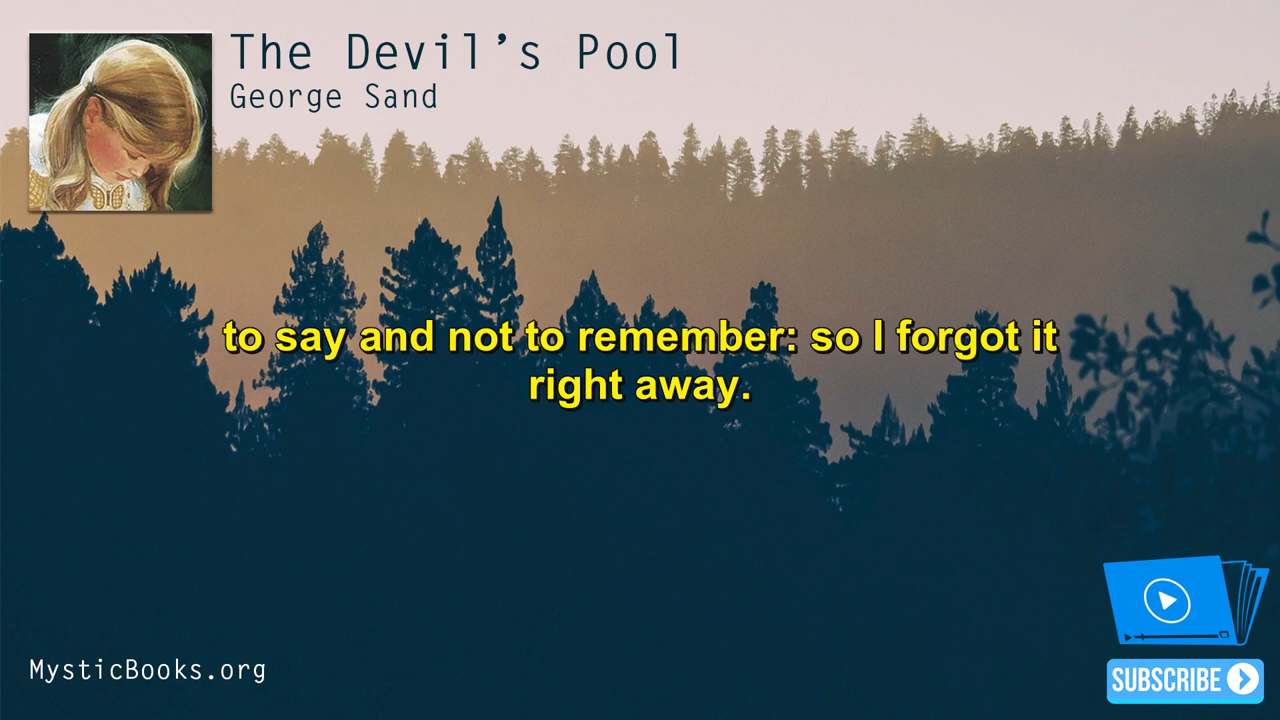 The Devil’s Pool
George Sand
to say and not to remember: so I forgot it
right away.
MysticBooks.org
SUBSCRIBE